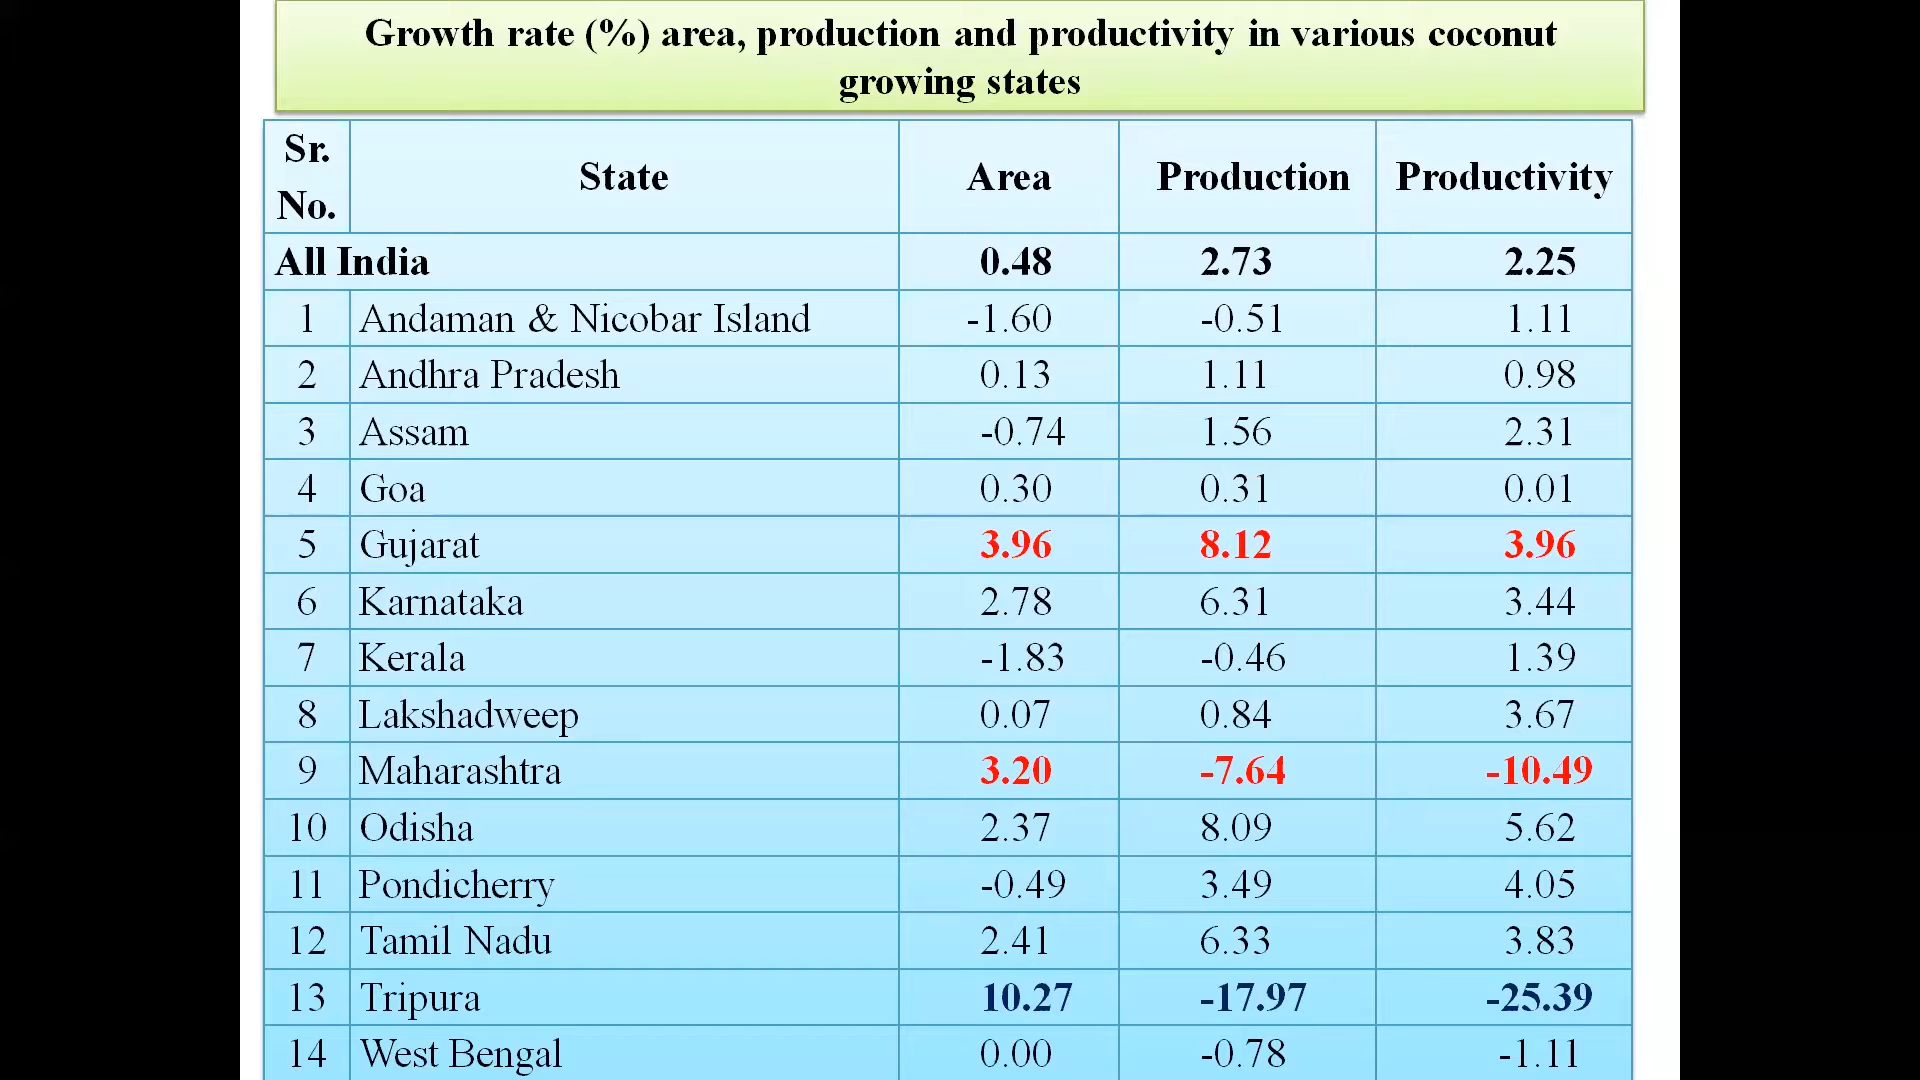 Growth rate (%) area, production and productivity in various coconut
growing states
Sr. No. State Area Production Productivity
All India 0.48 2.73 2.25
1 Andaman & Nicobar Island -1.60 -0.51 1.11
2 Andhra Pradesh 0.13 1.11 0.98
3 Assam -0.74 1.56 2.31
4 Goa 0.30 0.31 0.01
5 Gujarat 3.96 8.12 3.96
6 Karnataka 2.78 6.31 3.44
7 Kerala -1.83 -0.46 1.39
8 Lakshadweep 0.07 0.84 3.67
9 Maharashtra 3.20 -7.64 -10.49
10 Odisha 2.37 8.09 5.62
11 Pondicherry -0.49 3.49 4.05
12 Tamil Nadu 2.41 6.33 3.83
13 Tripura 10.27 -17.97 -25.39
14 West Bengal 0.00 -0.78 -1.11